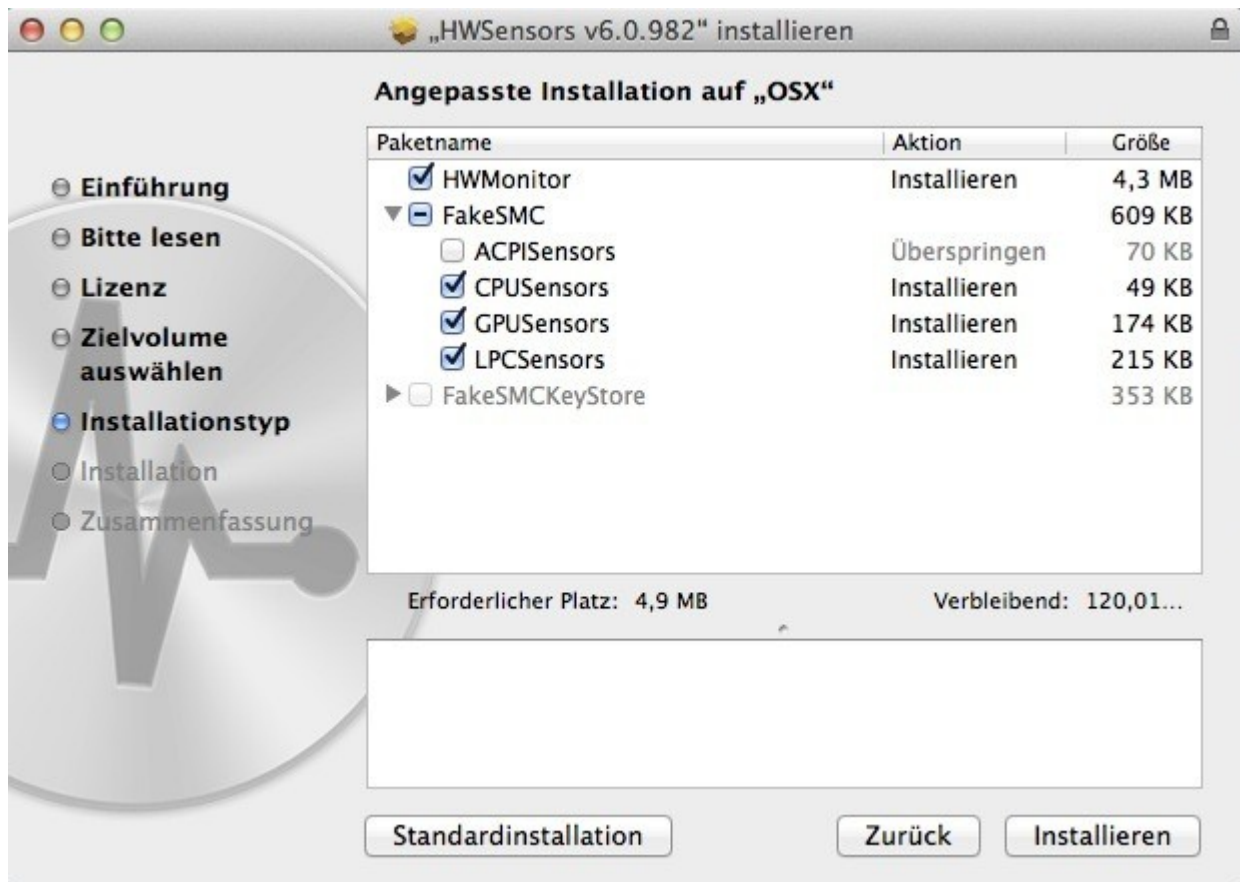 „HWSensors v6.0.982“ installieren
Angepasste Installation auf „OSX“
Einführung
Bitte lesen
Lizenz
Zielvolume
auswählen
Installationstyp
Installation
Zusammenfassung
Paketname Aktion Größe
HWMonitor Installieren 4,3 MB
FakeSMC 609 KB
ACPISensors Überspringen 70 KB
CPUSensors Installieren 49 KB
GPUSensors Installieren 174 KB
LPCSensors Installieren 215 KB
FakeSMCKeyStore 353 KB
Erforderlicher Platz: 4,9 MB Verbleibend: 120,01...
Standardinstallation Zurück Installieren